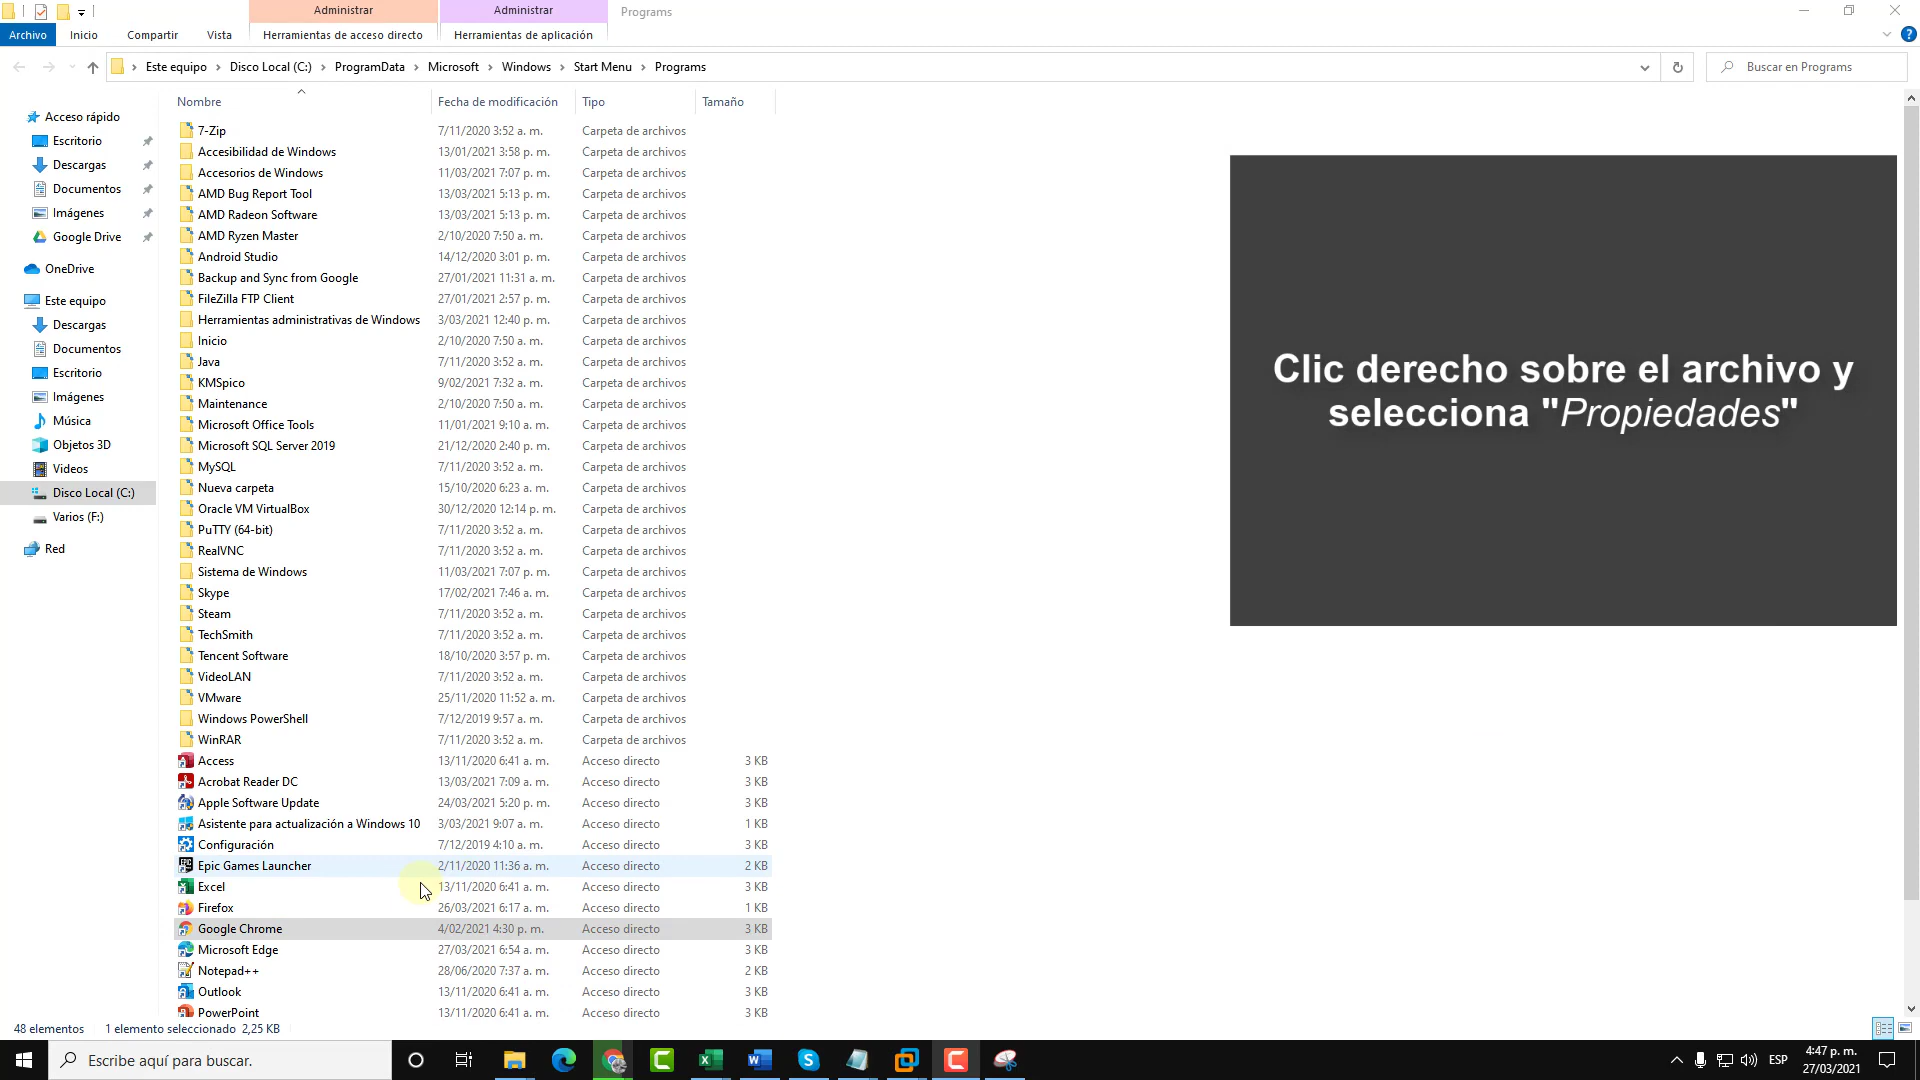 Administrar
Administrar
Programs
Archivo
Inicio
Compartir
Vista
Herramientas de acceso directo
Herramientas de aplicación
Este equipo
Disco Local (C:)
ProgramData
Microsoft
Windows
Start Menu
Programs
Buscar en Programs
Nombre
Fecha de modificación
Tipo
Tamaño
Acceso rápido
Escritorio
Descargas
Documentos
Imágenes
Google Drive
OneDrive
Este equipo
Descargas
Documentos
Escritorio
Imágenes
Música
Objetos 3D
Videos
Disco Local (C:)
Varios (F:)
Red
7-Zip 7/11/2020 3:52 a. m. Carpeta de archivos
Accesibilidad de Windows 13/01/2021 3:58 p. m. Carpeta de archivos
Accesorios de Windows 11/03/2021 7:07 p. m. Carpeta de archivos
AMD Bug Report Tool 13/03/2021 5:13 p. m. Carpeta de archivos
AMD Radeon Software 13/03/2021 5:13 p. m. Carpeta de archivos
AMD Ryzen Master 2/10/2020 7:50 a. m. Carpeta de archivos
Android Studio 14/12/2020 3:01 p. m. Carpeta de archivos
Backup and Sync from Google 27/01/2021 11:31 a. m. Carpeta de archivos
FileZilla FTP Client 27/01/2021 2:57 p. m. Carpeta de archivos
Herramientas administrativas de Windows 3/03/2021 12:40 p. m. Carpeta de archivos
Inicio 2/10/2020 7:50 a. m. Carpeta de archivos
Java 7/11/2020 3:52 a. m. Carpeta de archivos
KMSpico 9/02/2021 7:32 a. m. Carpeta de archivos
Maintenance 2/10/2020 7:50 a. m. Carpeta de archivos
Microsoft Office Tools 11/01/2021 9:10 a. m. Carpeta de archivos
Microsoft SQL Server 2019 21/12/2020 2:40 p. m. Carpeta de archivos
MySQL 7/11/2020 3:52 a. m. Carpeta de archivos
Nueva carpeta 15/10/2020 6:23 a. m. Carpeta de archivos
Oracle VM VirtualBox 30/12/2020 12:14 p. m. Carpeta de archivos
PuTTY (64-bit) 7/11/2020 3:52 a. m. Carpeta de archivos
RealVNC 7/11/2020 3:52 a. m. Carpeta de archivos
Sistema de Windows 11/03/2021 7:07 p. m. Carpeta de archivos
Skype 17/02/2021 7:46 a. m. Carpeta de archivos
Steam 7/11/2020 3:52 a. m. Carpeta de archivos
TechSmith 7/11/2020 3:52 a. m. Carpeta de archivos
Tencent Software 18/10/2020 3:57 p. m. Carpeta de archivos
VideoLAN 7/11/2020 3:52 a. m. Carpeta de archivos
VMware 25/11/2020 11:52 a. m. Carpeta de archivos
Windows PowerShell 7/12/2019 9:57 a. m. Carpeta de archivos
WinRAR 7/11/2020 3:52 a. m. Carpeta de archivos
Access 13/11/2020 6:41 a. m. Acceso directo 3 KB
Acrobat Reader DC 13/03/2021 7:09 a. m. Acceso directo 3 KB
Apple Software Update 24/03/2021 5:20 p. m. Acceso directo 3 KB
Asistente para actualización a Windows 10 3/03/2021 9:07 a. m. Acceso directo 1 KB
Configuración 7/12/2019 4:10 a. m. Acceso directo 3 KB
Epic Games Launcher 2/11/2020 11:36 a. m. Acceso directo 2 KB
Excel 13/11/2020 6:41 a. m. Acceso directo 3 KB
Firefox 26/03/2021 6:17 a. m. Acceso directo 1 KB
Google Chrome 4/02/2021 4:30 p. m. Acceso directo 3 KB
Microsoft Edge 27/03/2021 6:54 a. m. Acceso directo 3 KB
Notepad++ 28/06/2020 7:37 a. m. Acceso directo 2 KB
Outlook 13/11/2020 6:41 a. m. Acceso directo 3 KB
PowerPoint 13/11/2020 6:41 a. m. Acceso directo 3 KB
Clic derecho sobre el archivo y
selecciona "Propiedades"
48 elementos
1 elemento seleccionado 2,25 KB
Escribe aquí para buscar.
ESP
4:47 p. m.
27/03/2021